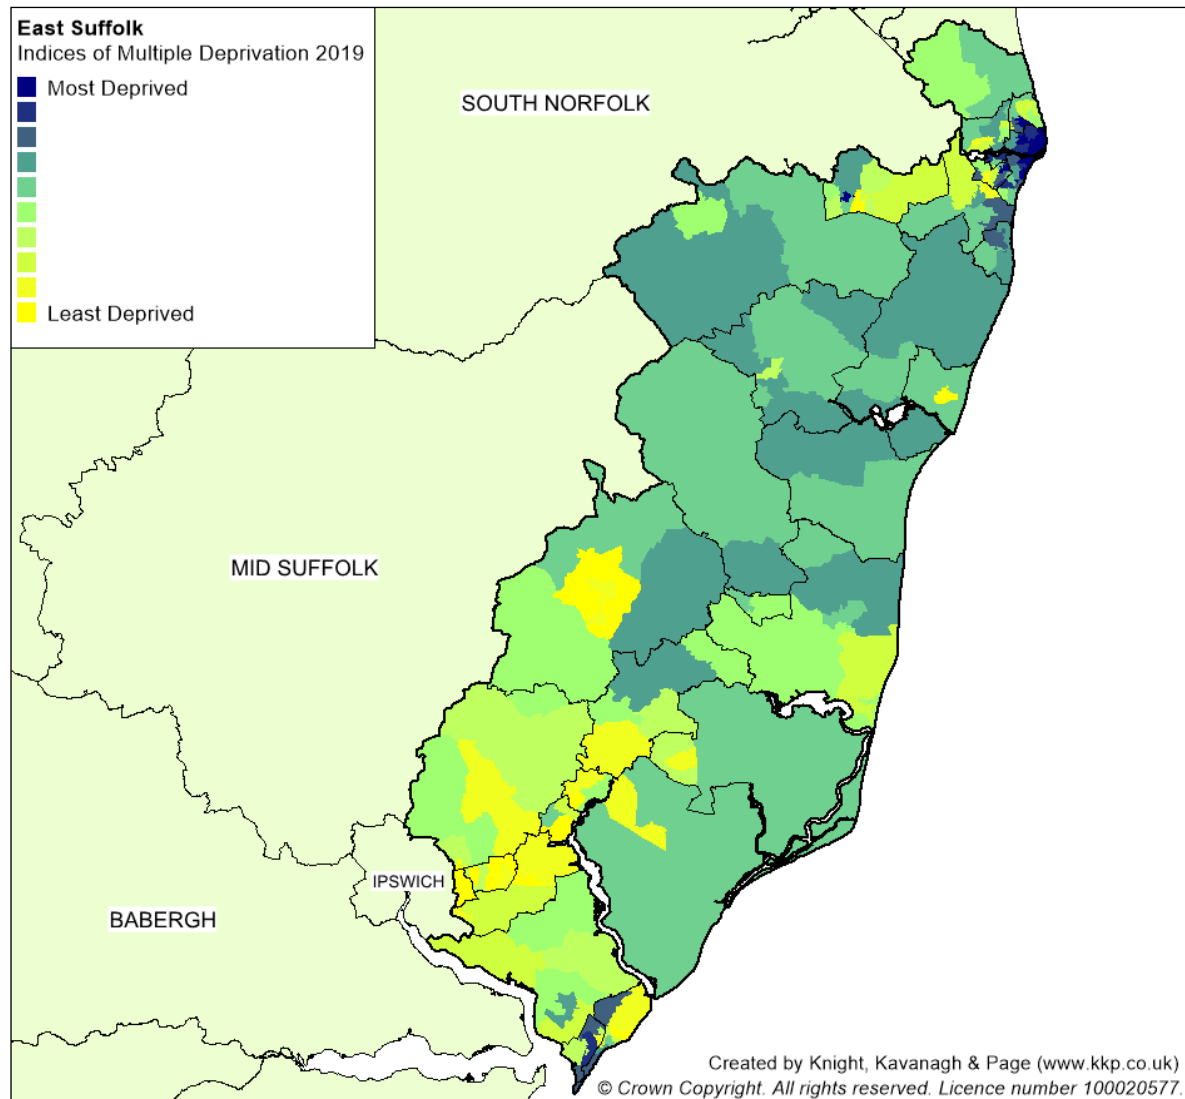 East Suffolk
Indices of Multiple Deprivation 2019
Most Deprived
Least Deprived
SOUTH NORFOLK
MID SUFFOLK
IPSWICH
BABERGH
Created by Knight, Kavanagh & Page (www.kkp.co.uk)
© Crown Copyright. All rights reserved. Licence number 100020577.